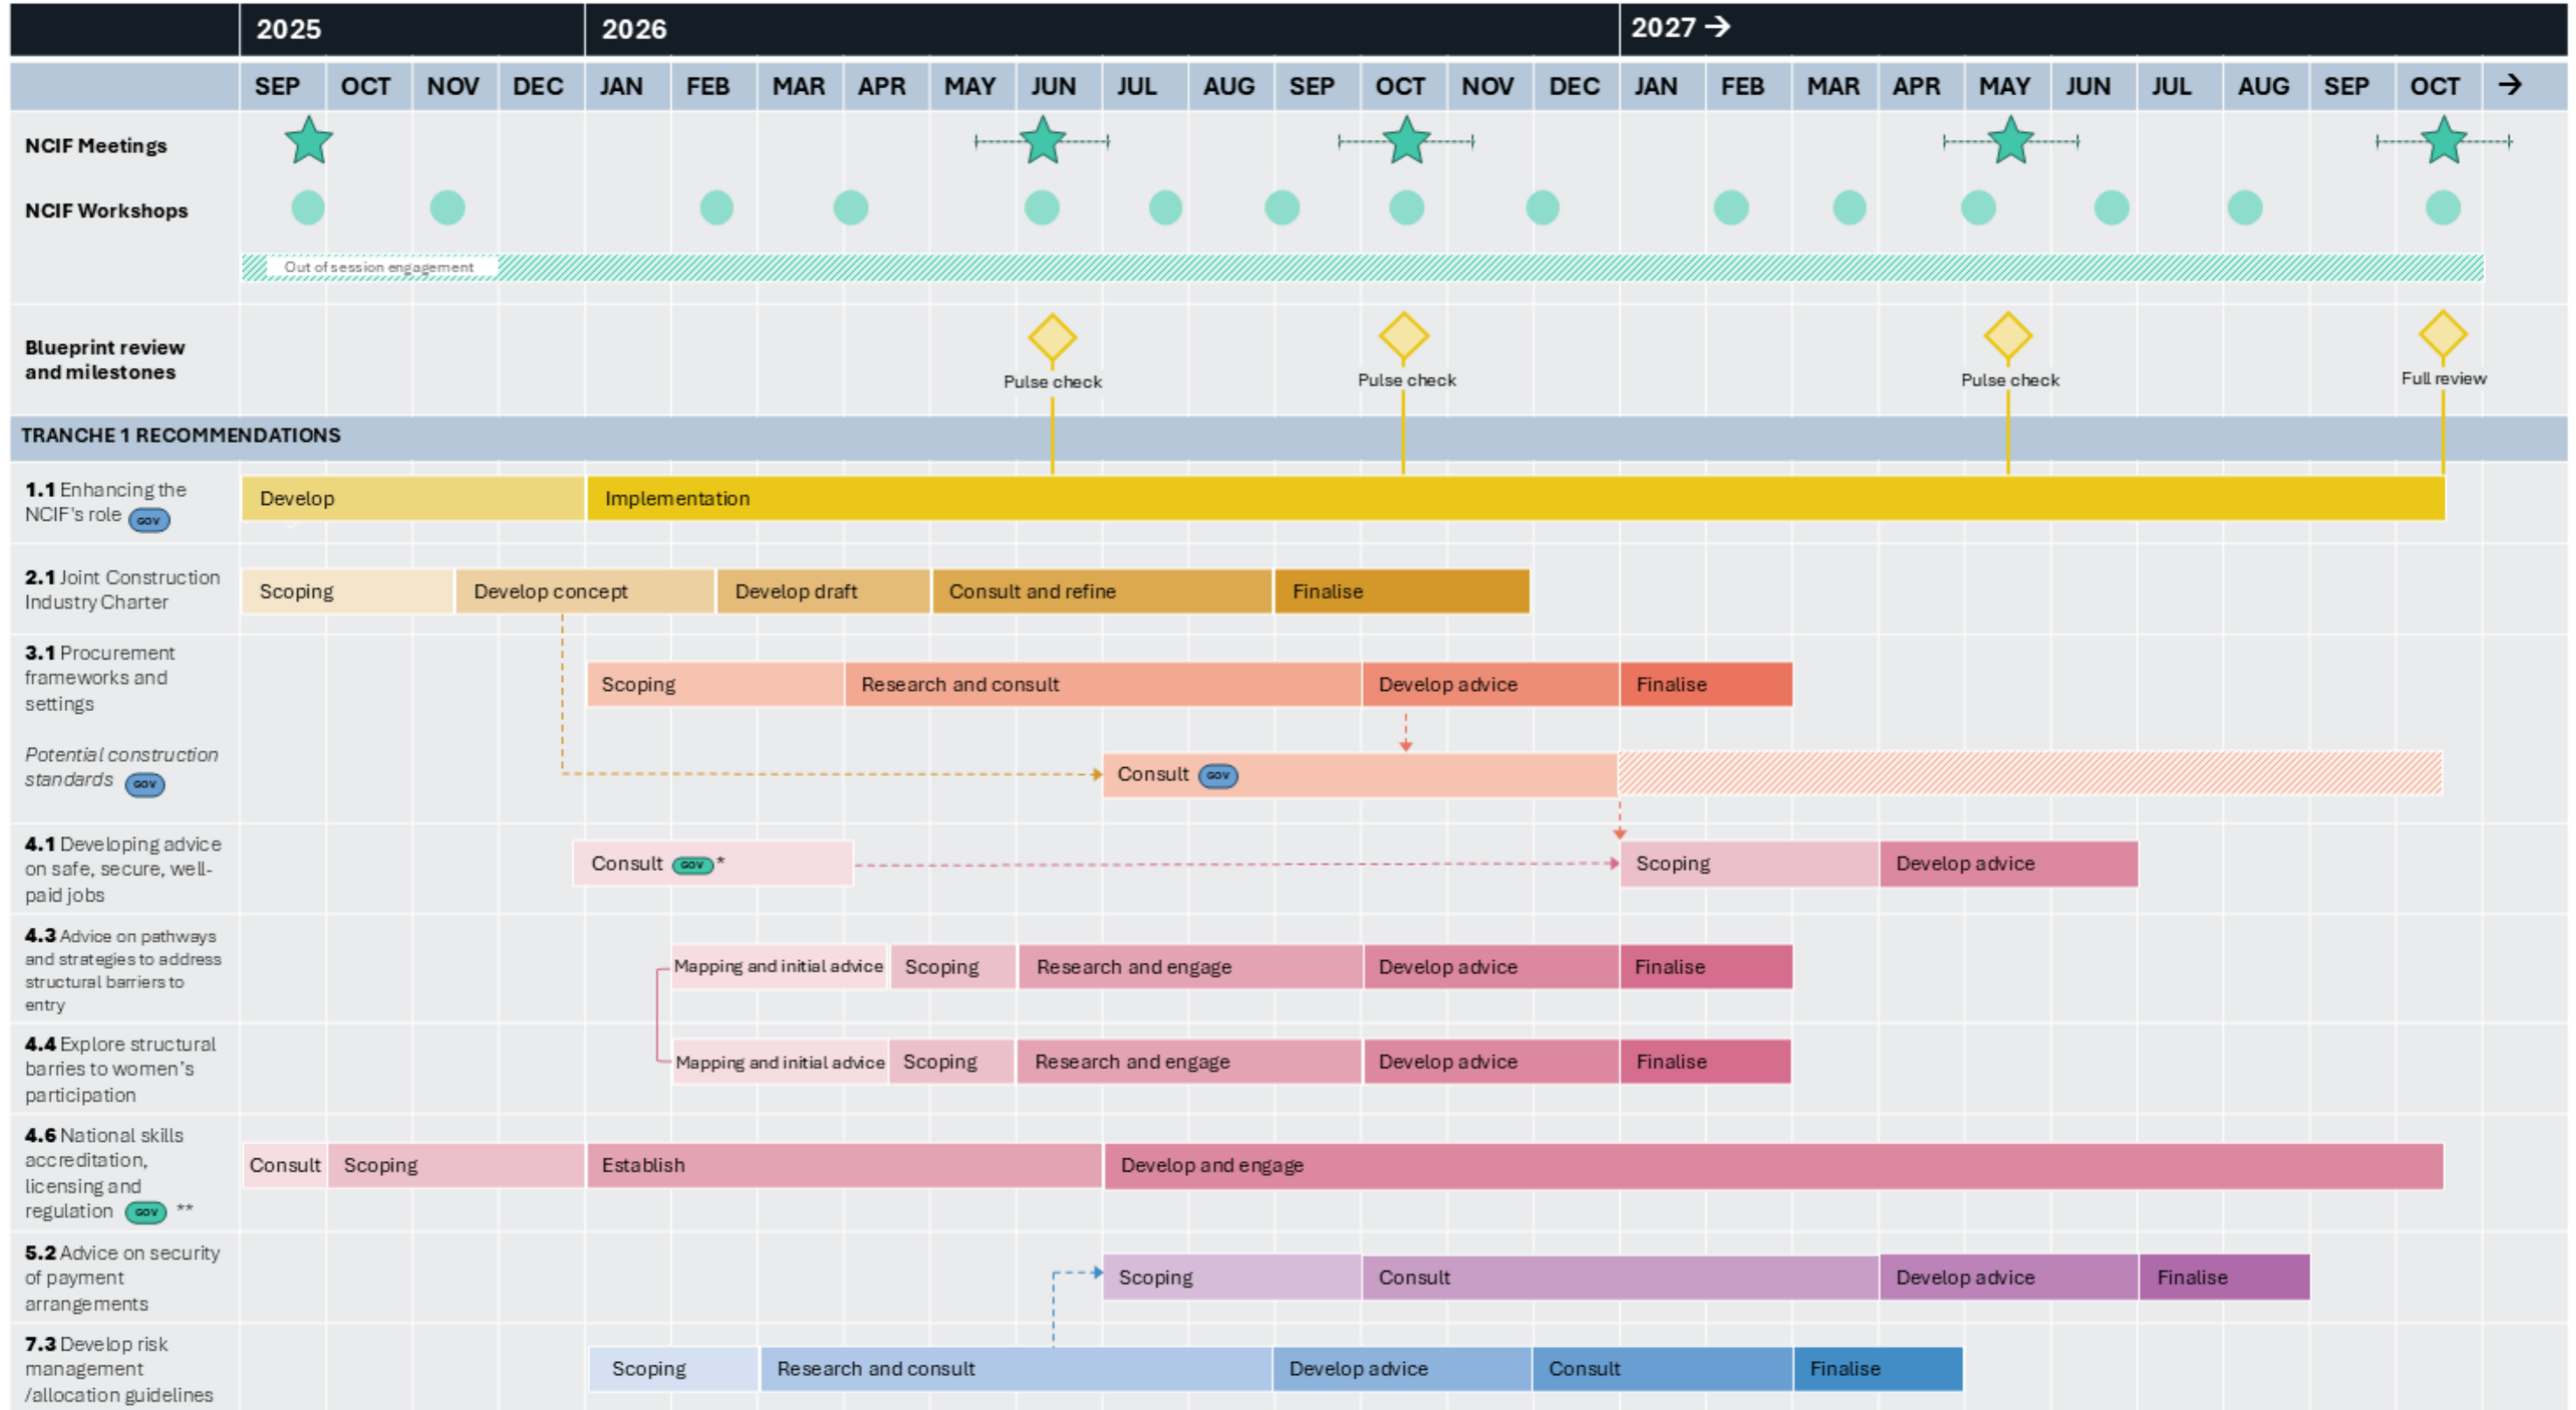 2025 2026 2027 →
SEP OCT NOV DEC JAN FEB MAR APR MAY JUN JUL AUG SEP OCT NOV DEC JAN FEB MAR APR MAY JUN JUL AUG SEP OCT →
NCIF Meetings
NCIF Workshops
Out of session engagement
Blueprint review
and milestones
Pulse check Pulse check Pulse check Full review
TRANCHE 1 RECOMMENDATIONS
1.1 Enhancing the
NCIF's role GOV
Develop Implementation
2.1 Joint Construction
Industry Charter
Scoping Develop concept Develop draft Consult and refine Finalise
3.1 Procurement
frameworks and
settings
Scoping Research and consult Develop advice Finalise
Potential construction
standards GOV
Consult GOV
4.1 Developing advice
on safe, secure, well-
paid jobs
Consult GOV * Scoping Develop advice
4.3 Advice on pathways
and strategies to address
structural barriers to
entry
Mapping and initial advice Scoping Research and engage Develop advice Finalise
4.4 Explore structural
barries to women's
participation
Mapping and initial advice Scoping Research and engage Develop advice Finalise
4.6 National skills
accreditation,
licensing and
regulation GOV **
Consult Scoping Establish Develop and engage
5.2 Advice on security
of payment
arrangements
Scoping Consult Develop advice Finalise
7.3 Develop risk
management
/allocation guidelines
Scoping Research and consult Develop advice Consult Finalise